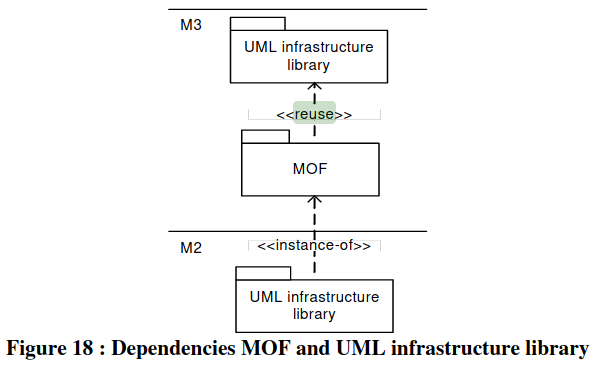 M3
UML infrastructure
library
<<reuse>>
MOF
M2
<<instance-of>>
UML infrastructure
library
Figure 18 : Dependencies MOF and UML infrastructure library